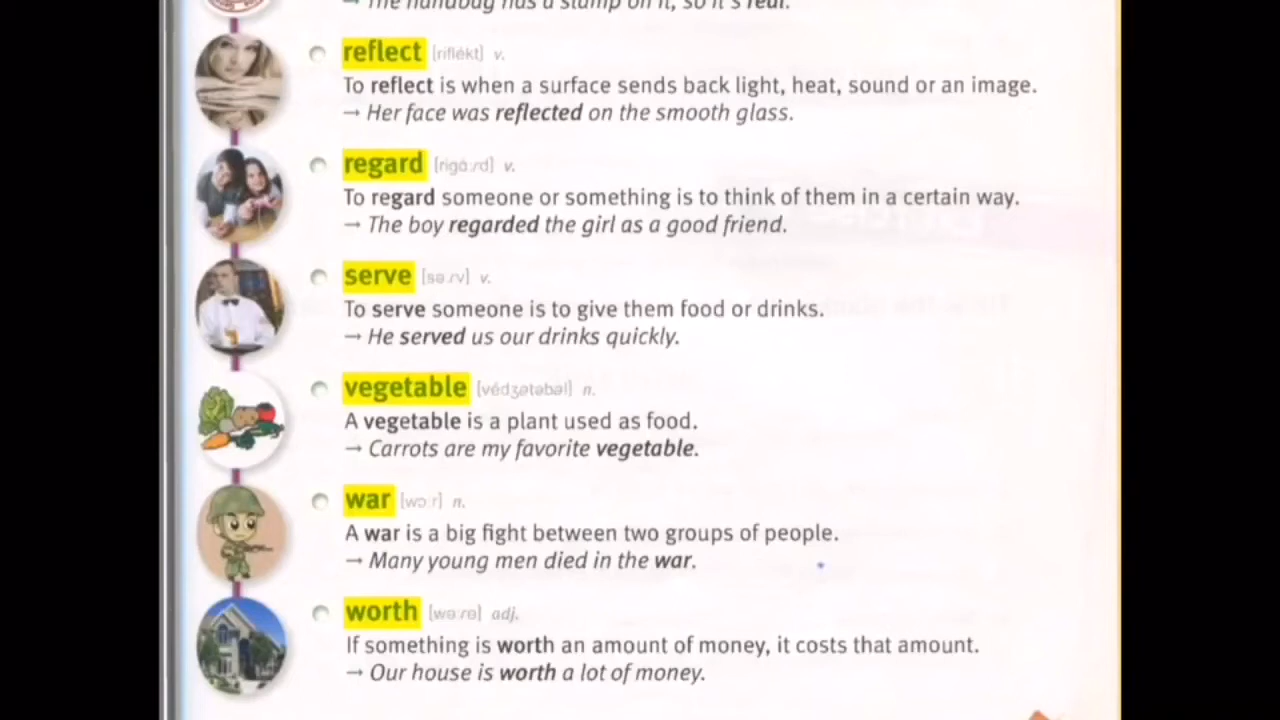 → The handbag has a stamp on it, so it's real.
reflect [riflékt] v.
To reflect is when a surface sends back light, heat, sound or an image.
→ Her face was reflected on the smooth glass.
regard [rigá:rd] v.
To regard someone or something is to think of them in a certain way.
→ The boy regarded the girl as a good friend.
serve [sə:rv] v.
To serve someone is to give them food or drinks.
→ He served us our drinks quickly.
vegetable [védʒətəbəl] n.
A vegetable is a plant used as food.
→ Carrots are my favorite vegetable.
war [wɔ:r] n.
A war is a big fight between two groups of people.
→ Many young men died in the war.
worth [wə:rθ] adj.
If something is worth an amount of money, it costs that amount.
→ Our house is worth a lot of money.